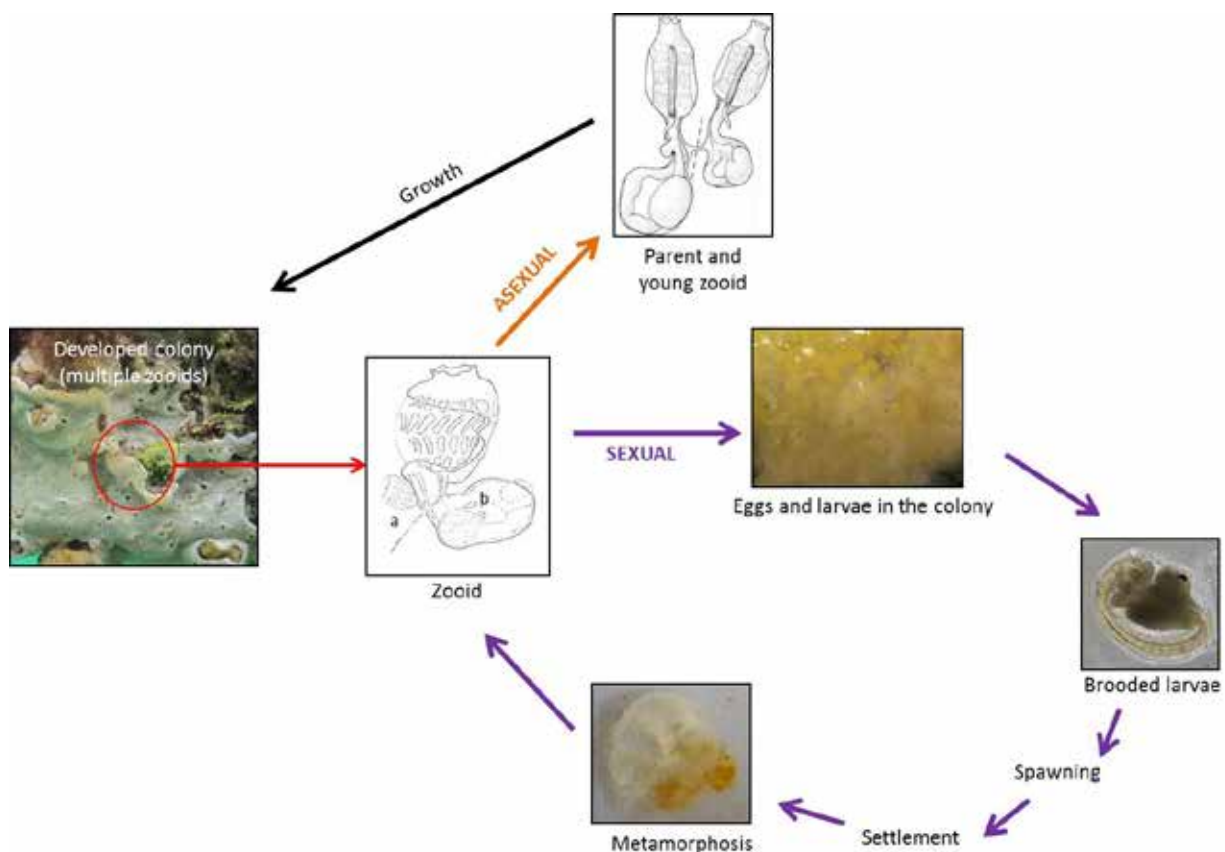 Parent and
young zooid
Growth
ASEXUAL
Developed colony
(multiple zooids)
a
b
Zooid
SEXUAL
Eggs and larvae in the colony
Brooded larvae
Spawning
Settlement
Metamorphosis